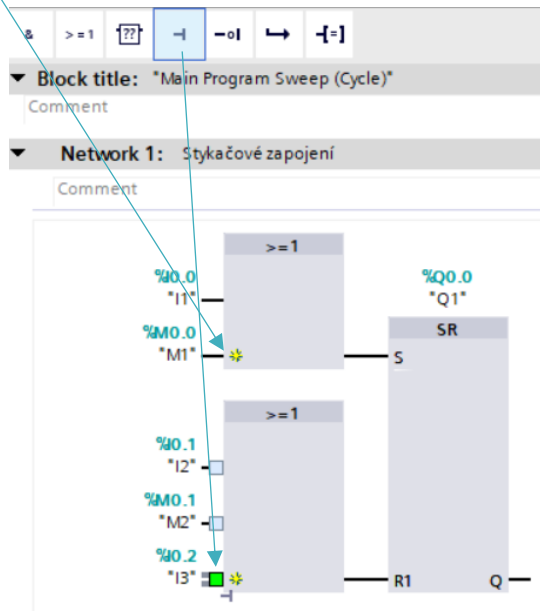 & >=1 ?? ⊣ -o| ↦ -[=]
Block title: "Main Program Sweep (Cycle)"
Comment
Network 1: Stykačové zapojení
Comment
>=1
%I0.0
"I1"
%M0.0
"M1"
%Q0.0
"Q1"
SR
S
>=1
%I0.1
"I2"
%M0.1
"M2"
%I0.2
"I3"
R1 Q